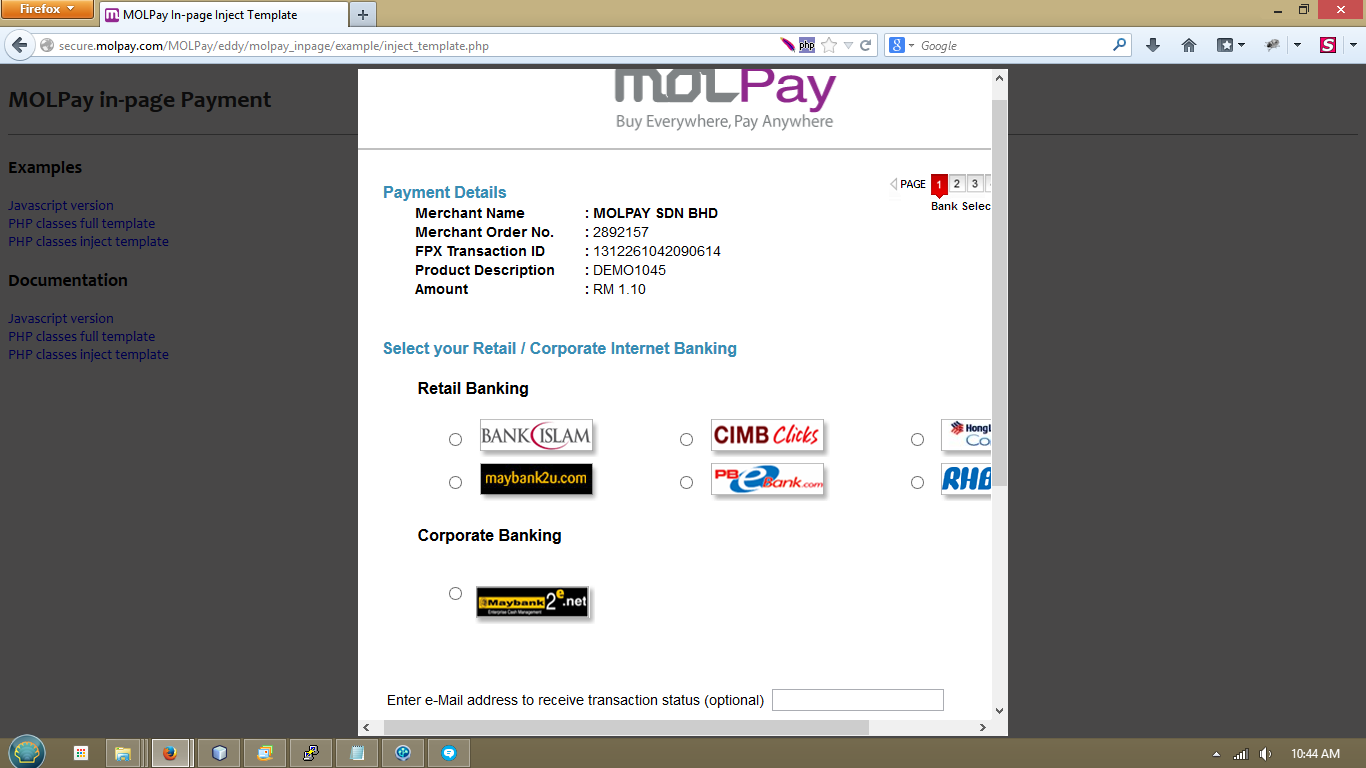 Firefox
MOLPay In-page Inject Template
secure.molpay.com/MOLPay/eddy/molpay_inpage/example/inject_template.php
php
Google
MOLPay in-page Payment
Examples
Javascript version
PHP classes full template
PHP classes inject template
Documentation
Javascript version
PHP classes full template
PHP classes inject template
MOLPay
Buy Everywhere, Pay Anywhere
PAGE 1 2 3
Bank Selec
Payment Details
Merchant Name : MOLPAY SDN BHD
Merchant Order No. : 2892157
FPX Transaction ID : 1312261042090614
Product Description : DEMO1045
Amount : RM 1.10
Select your Retail / Corporate Internet Banking
Retail Banking
BANK ISLAM CIMB Clicks HongL Co
maybank2u.com PB eBank.com RHB
Corporate Banking
Maybank2e.net
Enterprise Cash Management
Enter e-Mail address to receive transaction status (optional)
10:44 AM